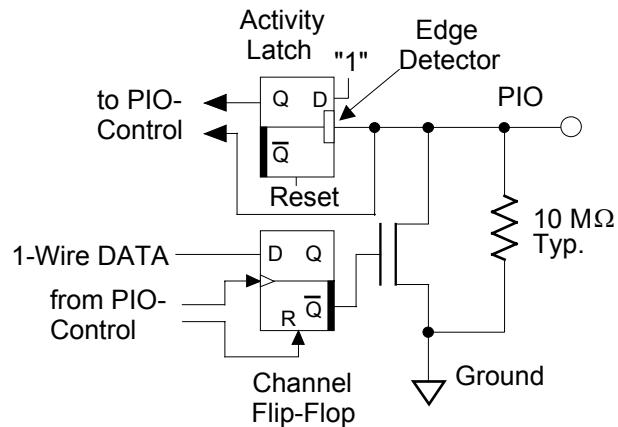 Activity
Latch
"1"
Edge
Detector
to PIO-
Control
Q
D
Q̅
Reset
PIO
10 MΩ
Typ.
1-Wire DATA
D
Q
from PIO-
Control
Q̅
R
Channel
Flip-Flop
Ground